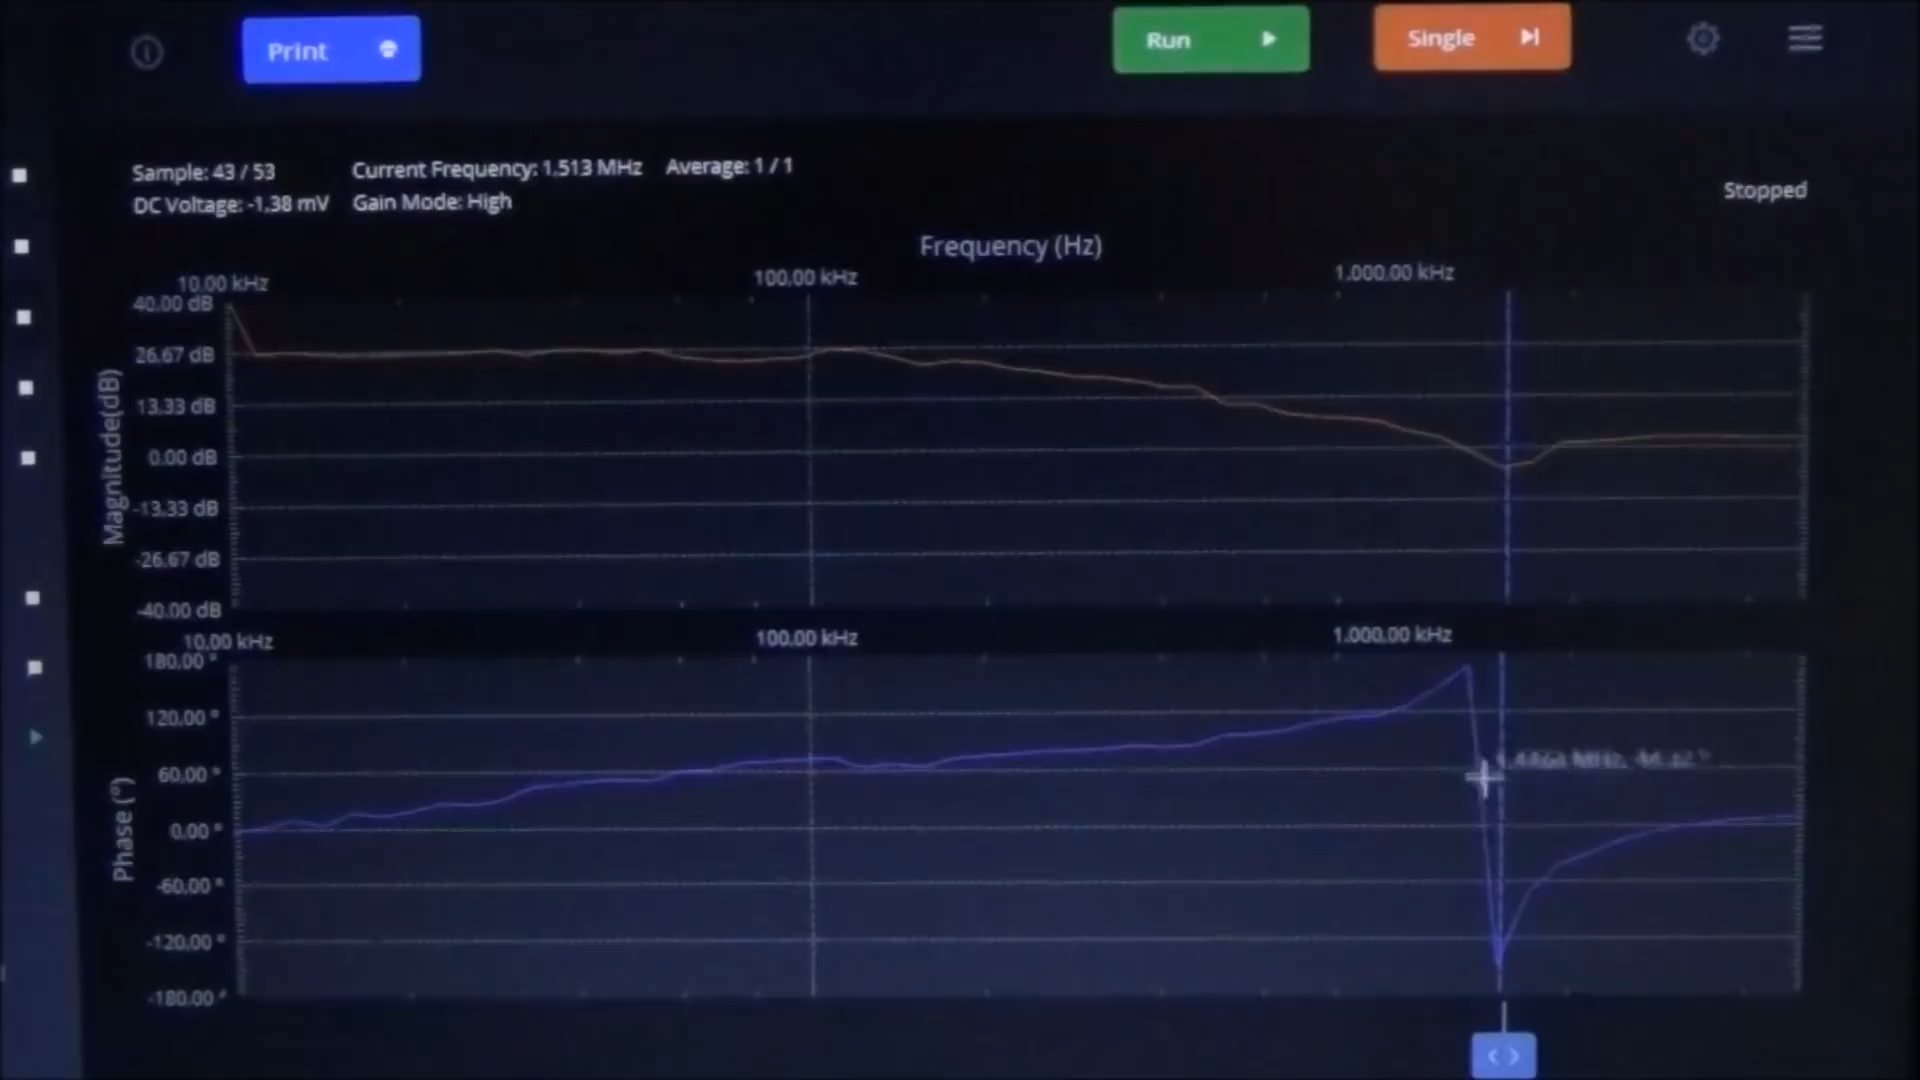 Print
Run
Single
Sample: 43 / 53 Current Frequency: 1.513 MHz Average: 1 / 1
DC Voltage: -1.38 mV Gain Mode: High
Stopped
Frequency (Hz)
10.00 kHz 100.00 kHz 1,000.00 kHz
Magnitude(dB)
40.00 dB
26.67 dB
13.33 dB
0.00 dB
-13.33 dB
-26.67 dB
-40.00 dB
10.00 kHz 100.00 kHz 1,000.00 kHz
Phase (°)
180.00 °
120.00 °
60.00 °
0.00 °
-60.00 °
-120.00 °
-180.00 °